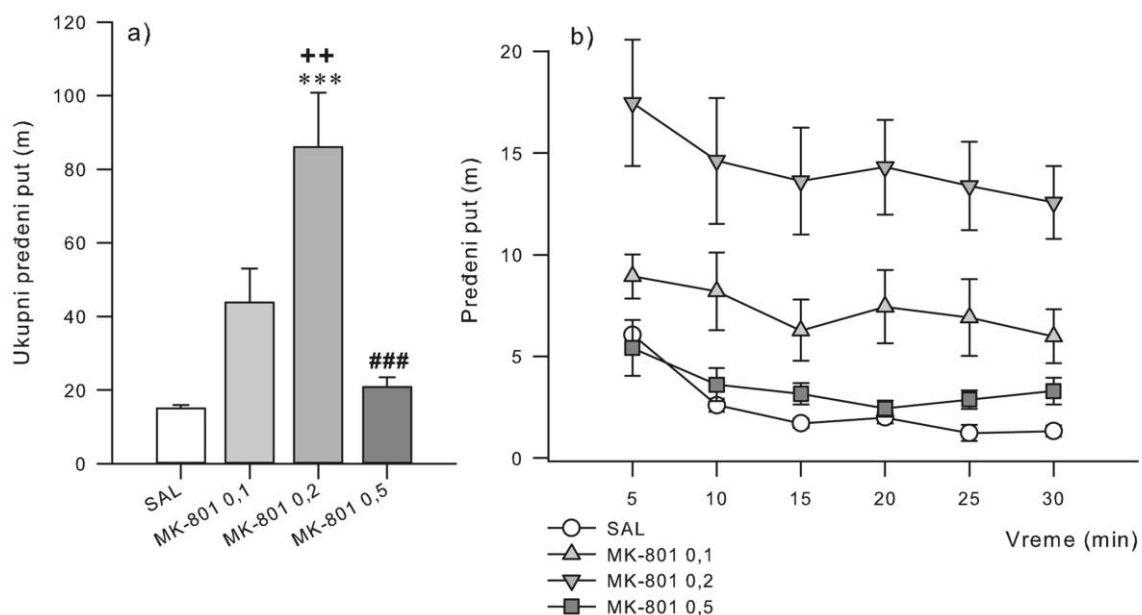 a)
Ukupni pređeni put (m)
120
100
80
60
40
20
0
++
***
###
SAL
MK-801 0,1
MK-801 0,2
MK-801 0,5
b)
Pređeni put (m)
20
15
10
5
0
5 10 15 20 25 30
Vreme (min)
SAL
MK-801 0,1
MK-801 0,2
MK-801 0,5